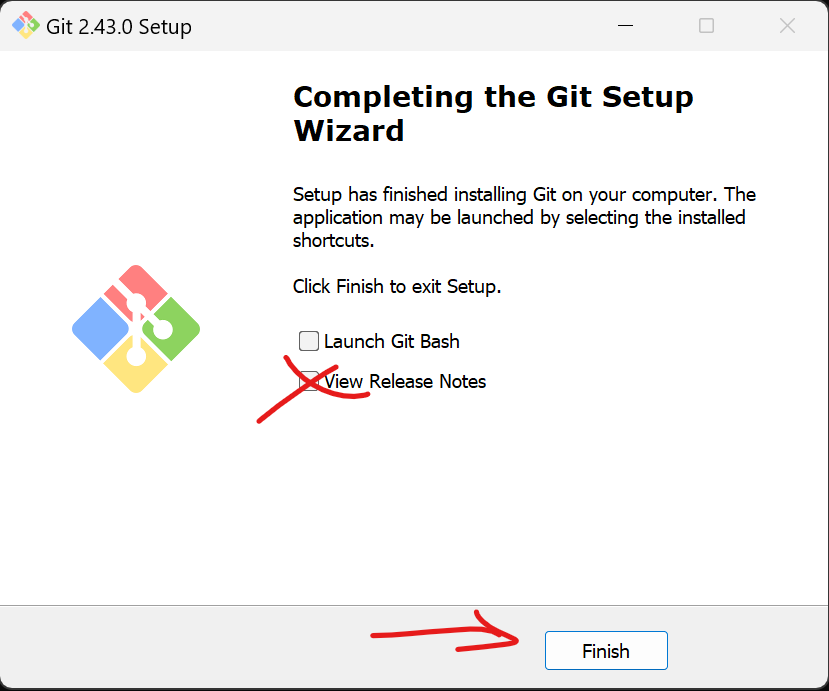 Git 2.43.0 Setup
Completing the Git Setup
Wizard
Setup has finished installing Git on your computer. The
application may be launched by selecting the installed
shortcuts.
Click Finish to exit Setup.
Launch Git Bash
View Release Notes
Finish